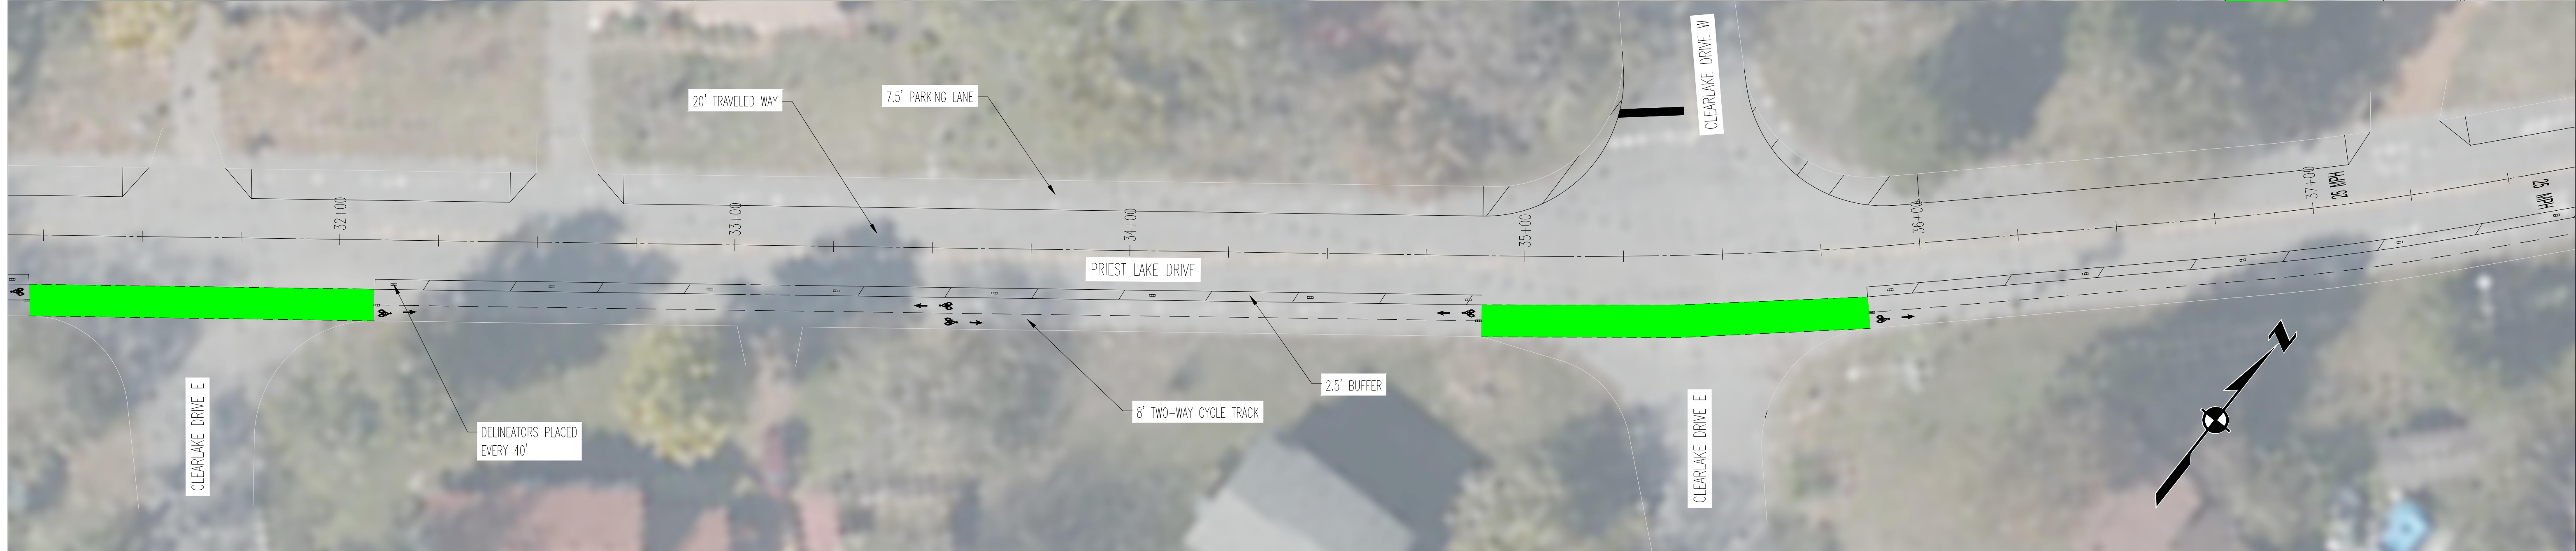 CLEARLAKE DRIVE W
20' TRAVELED WAY
7.5' PARKING LANE
32+00
33+00
34+00
35+00
36+00
37+00
25 MPH
25 MPH
PRIEST LAKE DRIVE
2.5' BUFFER
8' TWO-WAY CYCLE TRACK
DELINEATORS PLACED
EVERY 40'
CLEARLAKE DRIVE E
CLEARLAKE DRIVE E
N